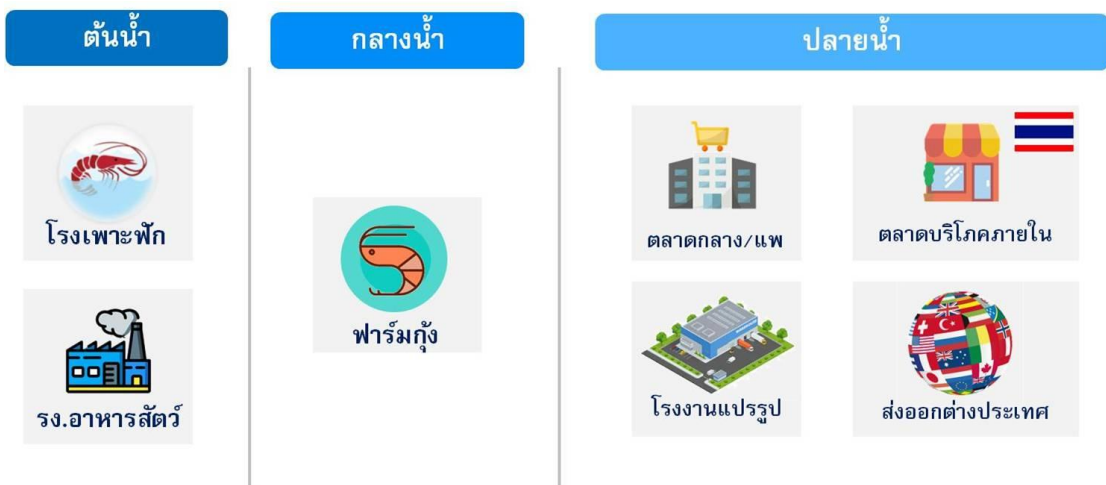 ต้นน้ำ
กลางน้ำ
ปลายน้ำ
โรงเพาะฟัก
รง.อาหารสัตว์
ฟาร์มกุ้ง
ตลาดกลาง/แพ
ตลาดบริโภคภายใน
โรงงานแปรรูป
ส่งออกต่างประเทศ